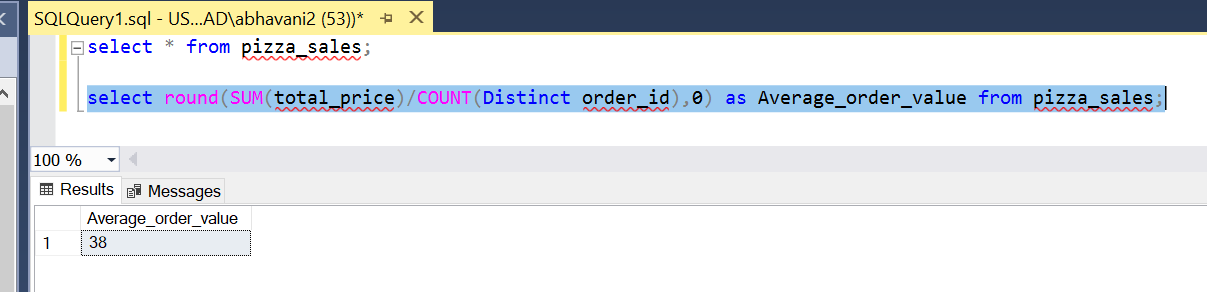 SQLQuery1.sql - US...AD\abhavani2 (53))*
select * from pizza_sales;
select round(SUM(total_price)/COUNT(Distinct order_id),0) as Average_order_value from pizza_sales;
100 %
Results Messages
Average_order_value
1 38